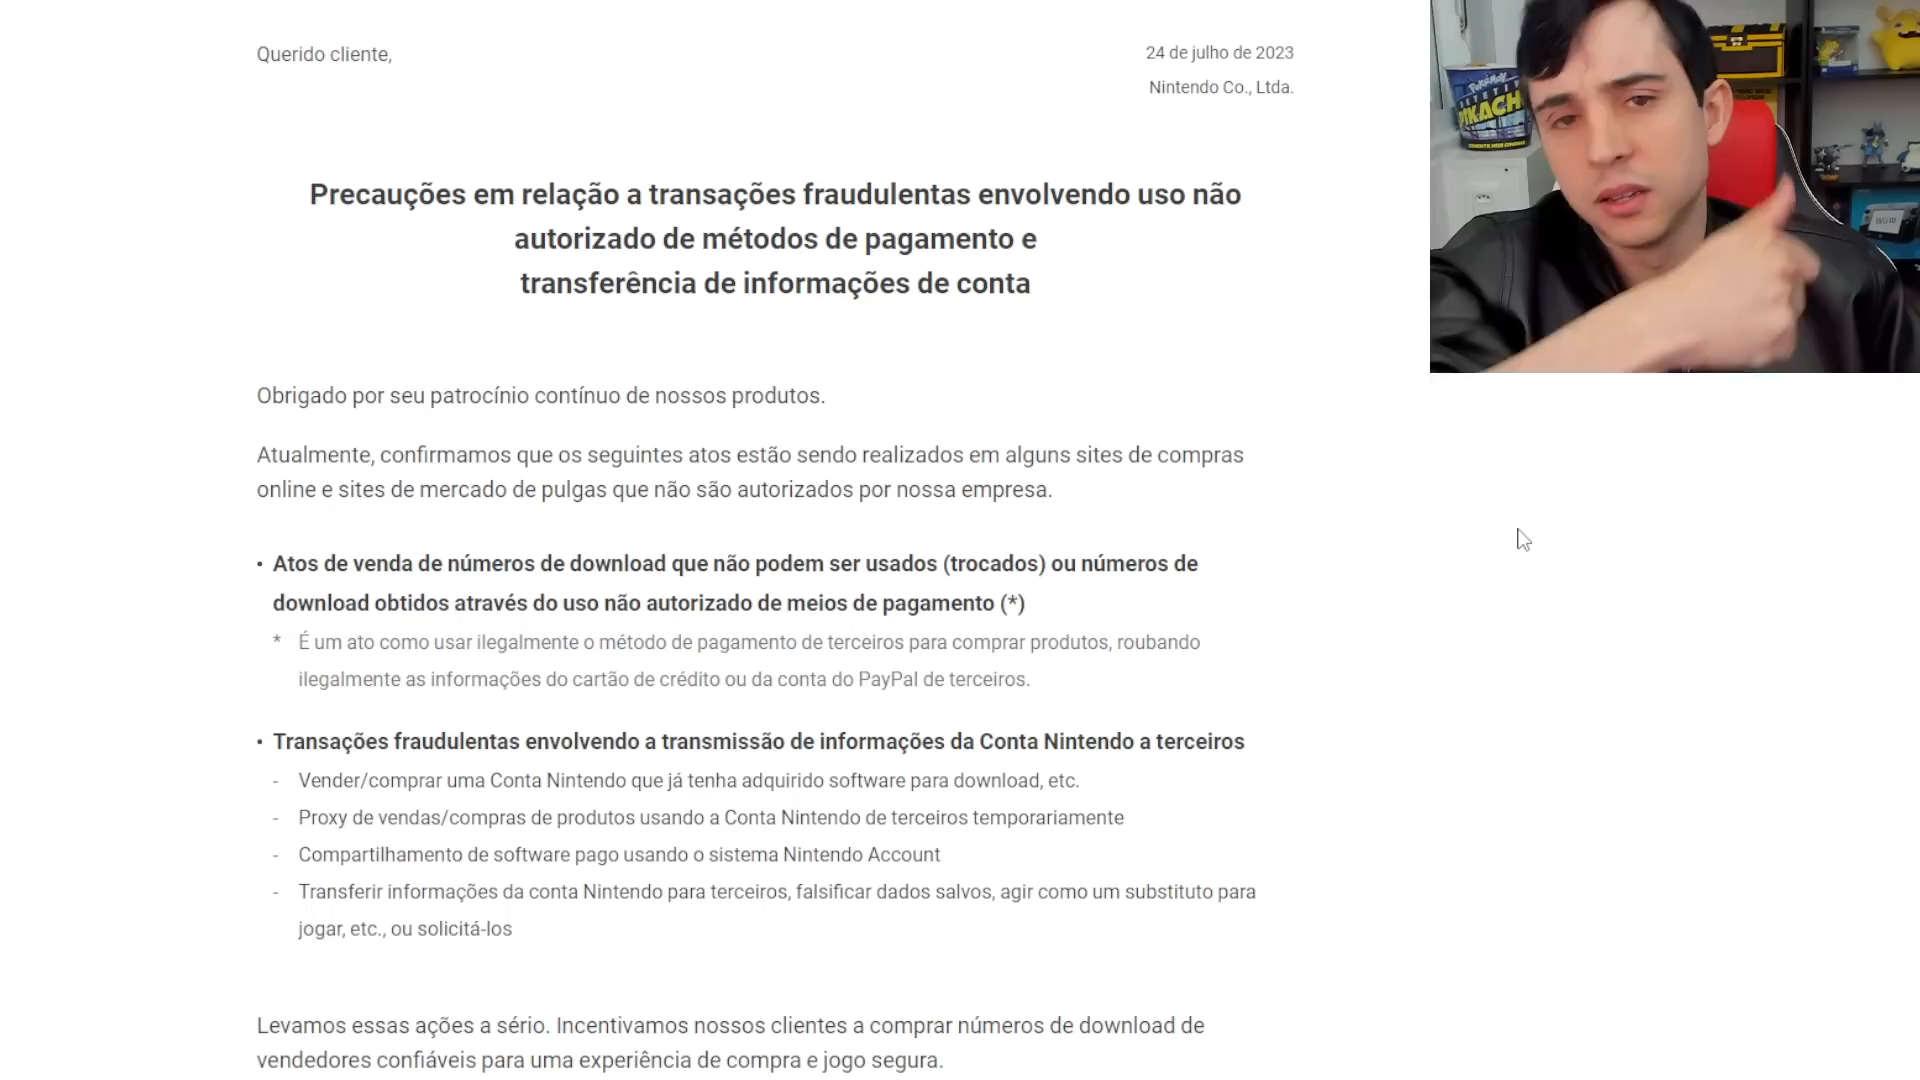 Querido cliente,
24 de julho de 2023
Nintendo Co., Ltda.
Precauções em relação a transações fraudulentas envolvendo uso não
autorizado de métodos de pagamento e
transferência de informações de conta
Obrigado por seu patrocínio contínuo de nossos produtos.
Atualmente, confirmamos que os seguintes atos estão sendo realizados em alguns sites de compras
online e sites de mercado de pulgas que não são autorizados por nossa empresa.
• Atos de venda de números de download que não podem ser usados (trocados) ou números de
download obtidos através do uso não autorizado de meios de pagamento (*)
* É um ato como usar ilegalmente o método de pagamento de terceiros para comprar produtos, roubando
ilegalmente as informações do cartão de crédito ou da conta do PayPal de terceiros.
• Transações fraudulentas envolvendo a transmissão de informações da Conta Nintendo a terceiros
- Vender/comprar uma Conta Nintendo que já tenha adquirido software para download, etc.
- Proxy de vendas/compras de produtos usando a Conta Nintendo de terceiros temporariamente
- Compartilhamento de software pago usando o sistema Nintendo Account
- Transferir informações da conta Nintendo para terceiros, falsificar dados salvos, agir como um substituto para
jogar, etc., ou solicitá-los
Levamos essas ações a sério. Incentivamos nossos clientes a comprar números de download de
vendedores confiáveis para uma experiência de compra e jogo segura.
POKÉMON
DETETIVE
PIKACH
Wii U